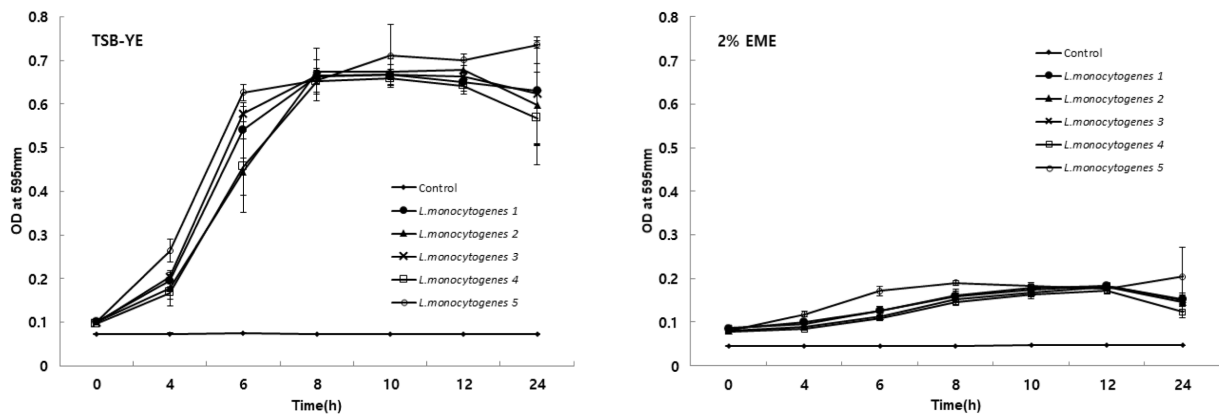 TSB-YE
OD at 595mm
0.8
0.7
0.6
0.5
0.4
0.3
0.2
0.1
0
Control
L.monocytogenes 1
L.monocytogenes 2
L.monocytogenes 3
L.monocytogenes 4
L.monocytogenes 5
0 4 6 8 10 12 24
Time(h)
2% EME
OD at 595mm
0.8
0.7
0.6
0.5
0.4
0.3
0.2
0.1
0
Control
L.monocytogenes 1
L.monocytogenes 2
L.monocytogenes 3
L.monocytogenes 4
L.monocytogenes 5
0 4 6 8 10 12 24
Time(h)